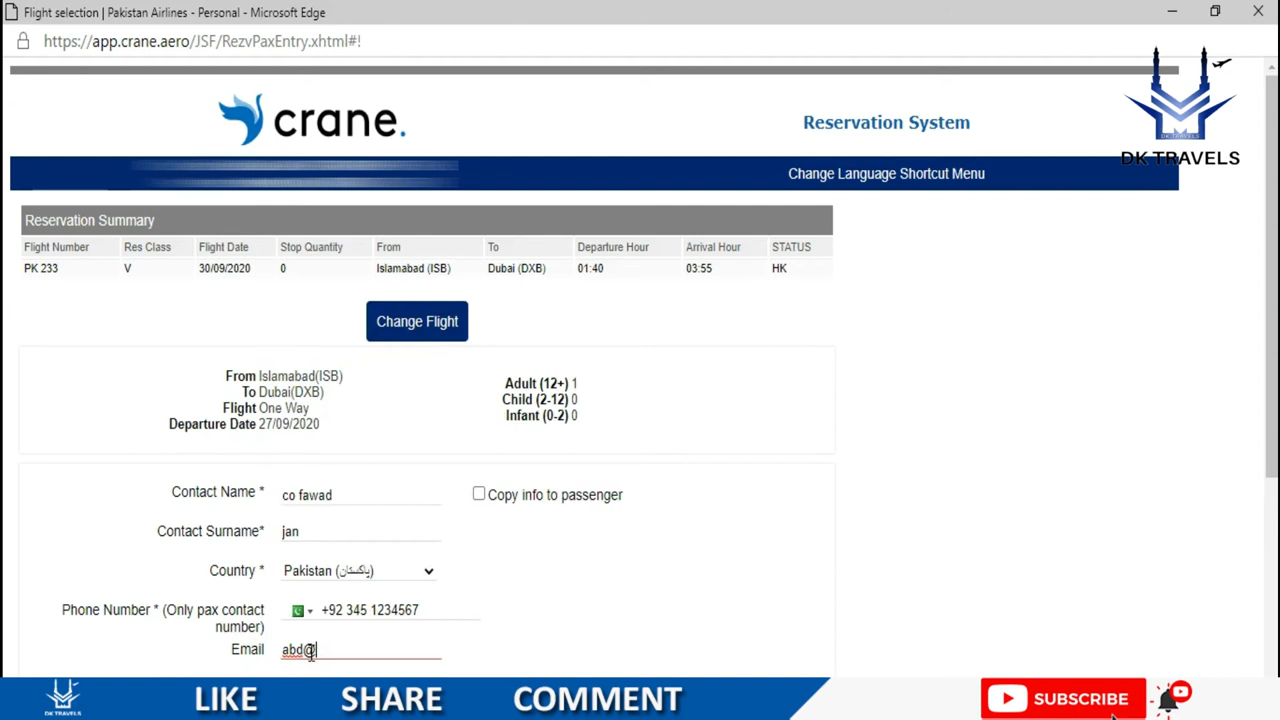 Flight selection | Pakistan Airlines - Personal - Microsoft Edge
https://app.crane.aero/JSF/RezvPaxEntry.xhtml#!
crane.
Reservation System
DK TRAVELS
Change Language Shortcut Menu
Reservation Summary
Flight Number Res Class Flight Date Stop Quantity From To Departure Hour Arrival Hour STATUS
PK 233 V 30/09/2020 0 Islamabad (ISB) Dubai (DXB) 01:40 03:55 HK
Change Flight
From Islamabad(ISB)
To Dubai(DXB)
Flight One Way
Departure Date 27/09/2020
Adult (12+) 1
Child (2-12) 0
Infant (0-2) 0
Contact Name * co fawad
Copy info to passenger
Contact Surname* jan
Country * Pakistan (پاکستان)
Phone Number * (Only pax contact number) +92 345 1234567
Email abd@
DK TRAVELS
LIKE SHARE COMMENT
SUBSCRIBE